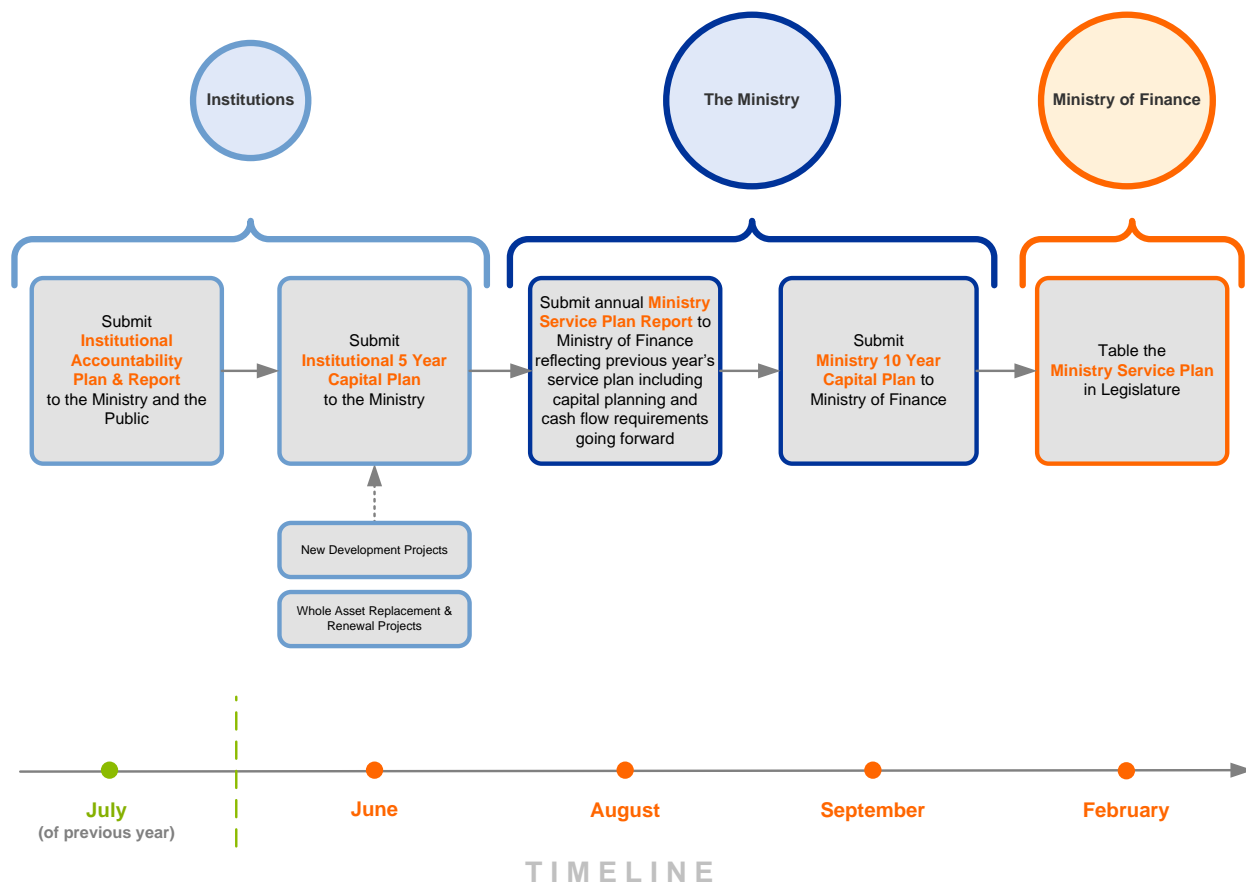 Institutions
The Ministry
Ministry of Finance
Submit
Institutional
Accountability
Plan & Report
to the Ministry and the
Public
Submit
Institutional 5 Year
Capital Plan
to the Ministry
Submit annual Ministry
Service Plan Report to
Ministry of Finance
reflecting previous year’s
service plan including
capital planning and
cash flow requirements
going forward
Submit
Ministry 10 Year
Capital Plan to
Ministry of Finance
Table the
Ministry Service Plan
in Legislature
New Development Projects
Whole Asset Replacement &
Renewal Projects
July
(of previous year)
June
August
September
February
TIMELINE